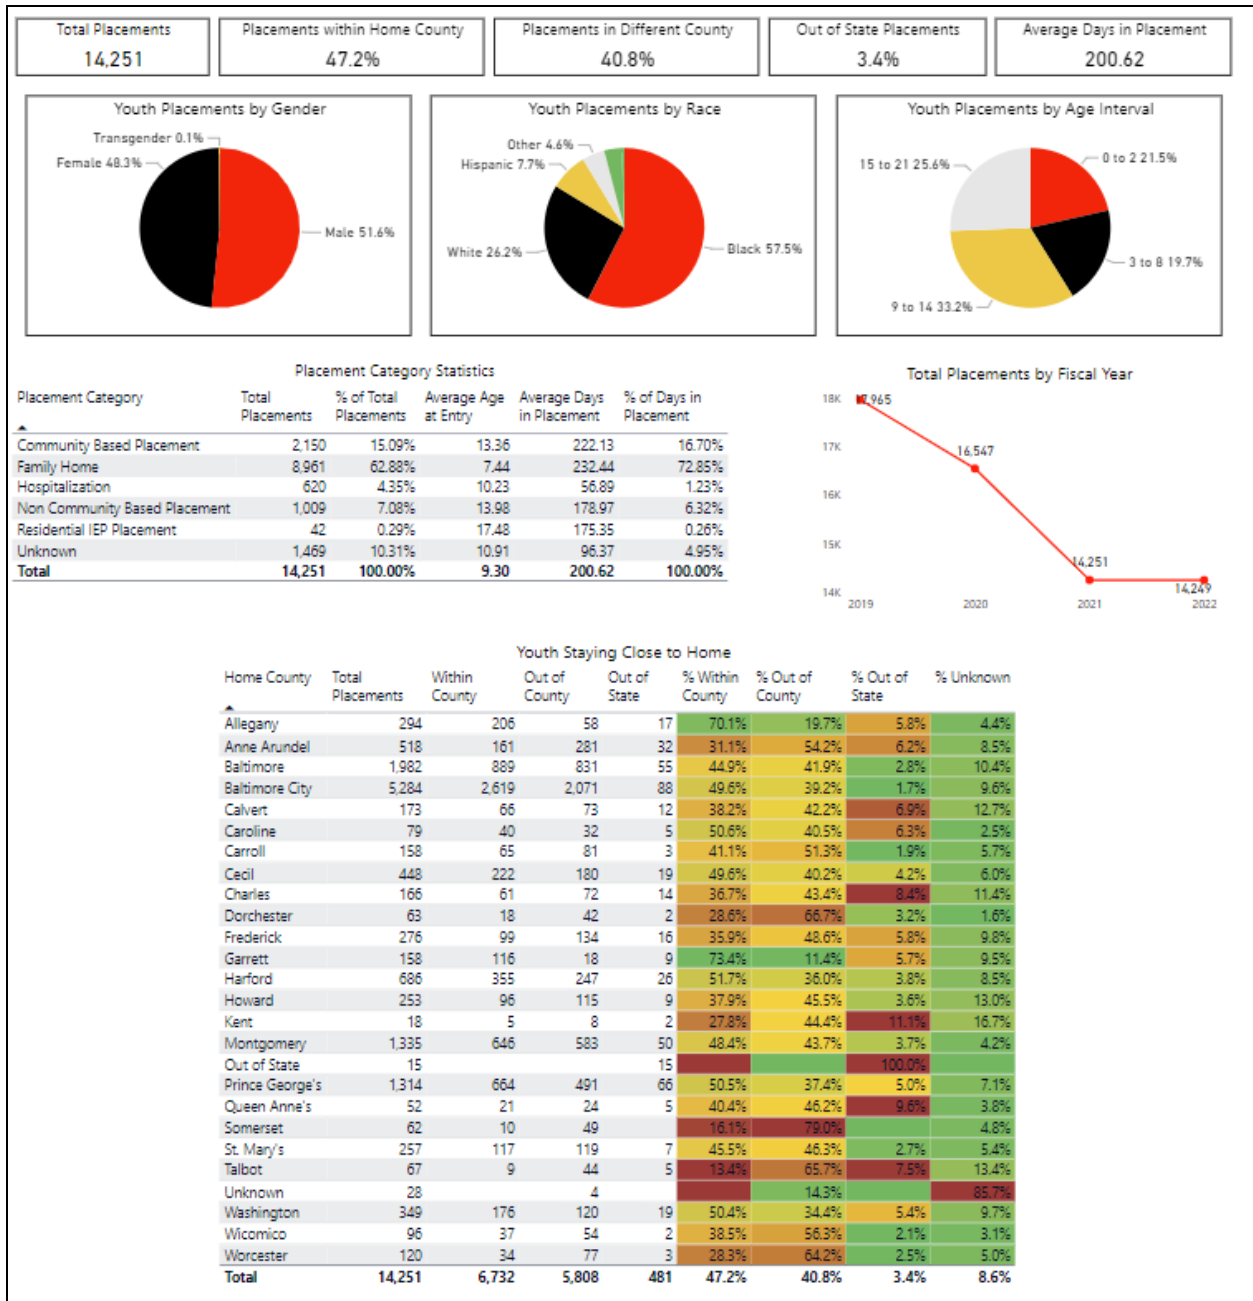 Total Placements
14,251
Placements within Home County
47.2%
Placements in Different County
40.8%
Out of State Placements
3.4%
Average Days in Placement
200.62
Youth Placements by Gender
Transgender 0.1%
Female 48.3%
Male 51.6%
Youth Placements by Race
Other 4.6%
Hispanic 7.7%
White 26.2%
Black 57.5%
Youth Placements by Age Interval
15 to 21 25.6%
0 to 2 21.5%
3 to 8 19.7%
9 to 14 33.2%
Placement Category Statistics
Placement Category Total Placements % of Total Placements Average Age at Entry Average Days in Placement % of Days in Placement
Community Based Placement 2,150 15.09% 13.36 222.13 16.70%
Family Home 8,961 62.88% 7.44 232.44 72.85%
Hospitalization 620 4.35% 10.23 56.89 1.23%
Non Community Based Placement 1,009 7.08% 13.98 178.97 6.32%
Residential IEP Placement 42 0.29% 17.48 175.35 0.26%
Unknown 1,469 10.31% 10.91 96.37 4.95%
Total 14,251 100.00% 9.30 200.62 100.00%
Total Placements by Fiscal Year
18K
17,965
17K
16,547
16K
15K
14,251
14,249
14K
2019 2020 2021 2022
Youth Staying Close to Home
Home County Total Placements Within County Out of County Out of State % Within County % Out of County % Out of State % Unknown
Allegany 294 206 58 17 70.1% 19.7% 5.8% 4.4%
Anne Arundel 518 161 281 32 31.1% 54.2% 6.2% 8.5%
Baltimore 1,982 889 831 55 44.9% 41.9% 2.8% 10.4%
Baltimore City 5,284 2,619 2,071 88 49.6% 39.2% 1.7% 9.6%
Calvert 173 66 73 12 38.2% 42.2% 6.9% 12.7%
Caroline 79 40 32 5 50.6% 40.5% 6.3% 2.5%
Carroll 158 65 81 3 41.1% 51.3% 1.9% 5.7%
Cecil 448 222 180 19 49.6% 40.2% 4.2% 6.0%
Charles 166 61 72 14 36.7% 43.4% 8.4% 11.4%
Dorchester 63 18 42 2 28.6% 66.7% 3.2% 1.6%
Frederick 276 99 134 16 35.9% 48.6% 5.8% 9.8%
Garrett 158 116 18 9 73.4% 11.4% 5.7% 9.5%
Harford 686 355 247 26 51.7% 36.0% 3.8% 8.5%
Howard 253 96 115 9 37.9% 45.5% 3.6% 13.0%
Kent 18 5 8 2 27.8% 44.4% 11.1% 16.7%
Montgomery 1,335 646 583 50 48.4% 43.7% 3.7% 4.2%
Out of State 15 15 100.0%
Prince George's 1,314 664 491 66 50.5% 37.4% 5.0% 7.1%
Queen Anne's 52 21 24 5 40.4% 46.2% 9.6% 3.8%
Somerset 62 10 49 16.1% 79.0% 4.8%
St. Mary's 257 117 119 7 45.5% 46.3% 2.7% 5.4%
Talbot 67 9 44 5 13.4% 65.7% 7.5% 13.4%
Unknown 28 4 14.3% 85.7%
Washington 349 176 120 19 50.4% 34.4% 5.4% 9.7%
Wicomico 96 37 54 2 38.5% 56.3% 2.1% 3.1%
Worcester 120 34 77 3 28.3% 64.2% 2.5% 5.0%
Total 14,251 6,732 5,808 481 47.2% 40.8% 3.4% 8.6%